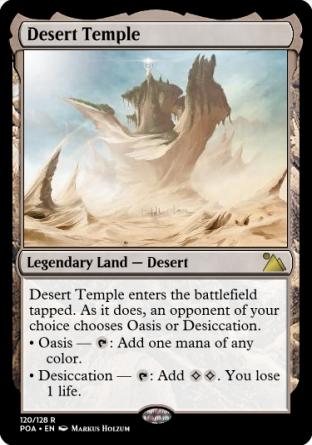 Desert Temple
Legendary Land — Desert
Desert Temple enters the battlefield
tapped. As it does, an opponent of your
choice chooses Oasis or Desiccation.
• Oasis — : Add one mana of any
color.
• Desiccation — : Add . You lose
1 life.
120/128 R
POA • EN Markus Holzum